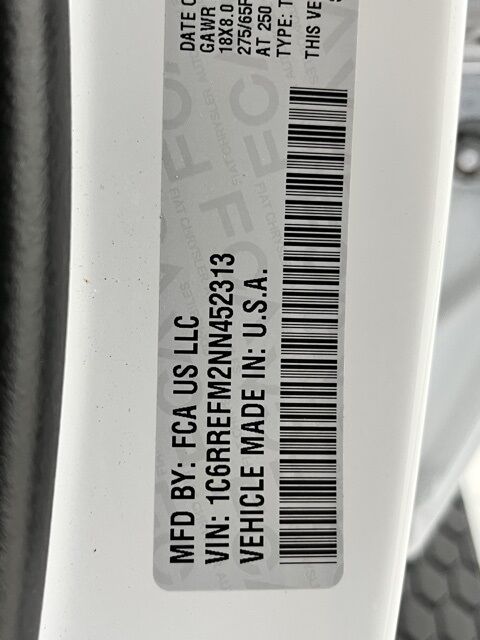 DATE O
GAWR
18X8.0
275/65R
AT 250
TYPE: T
THIS VE
MFD BY: FCA US LLC
VIN: 1C6RREFM2NN452313
VEHICLE MADE IN: U.S.A.